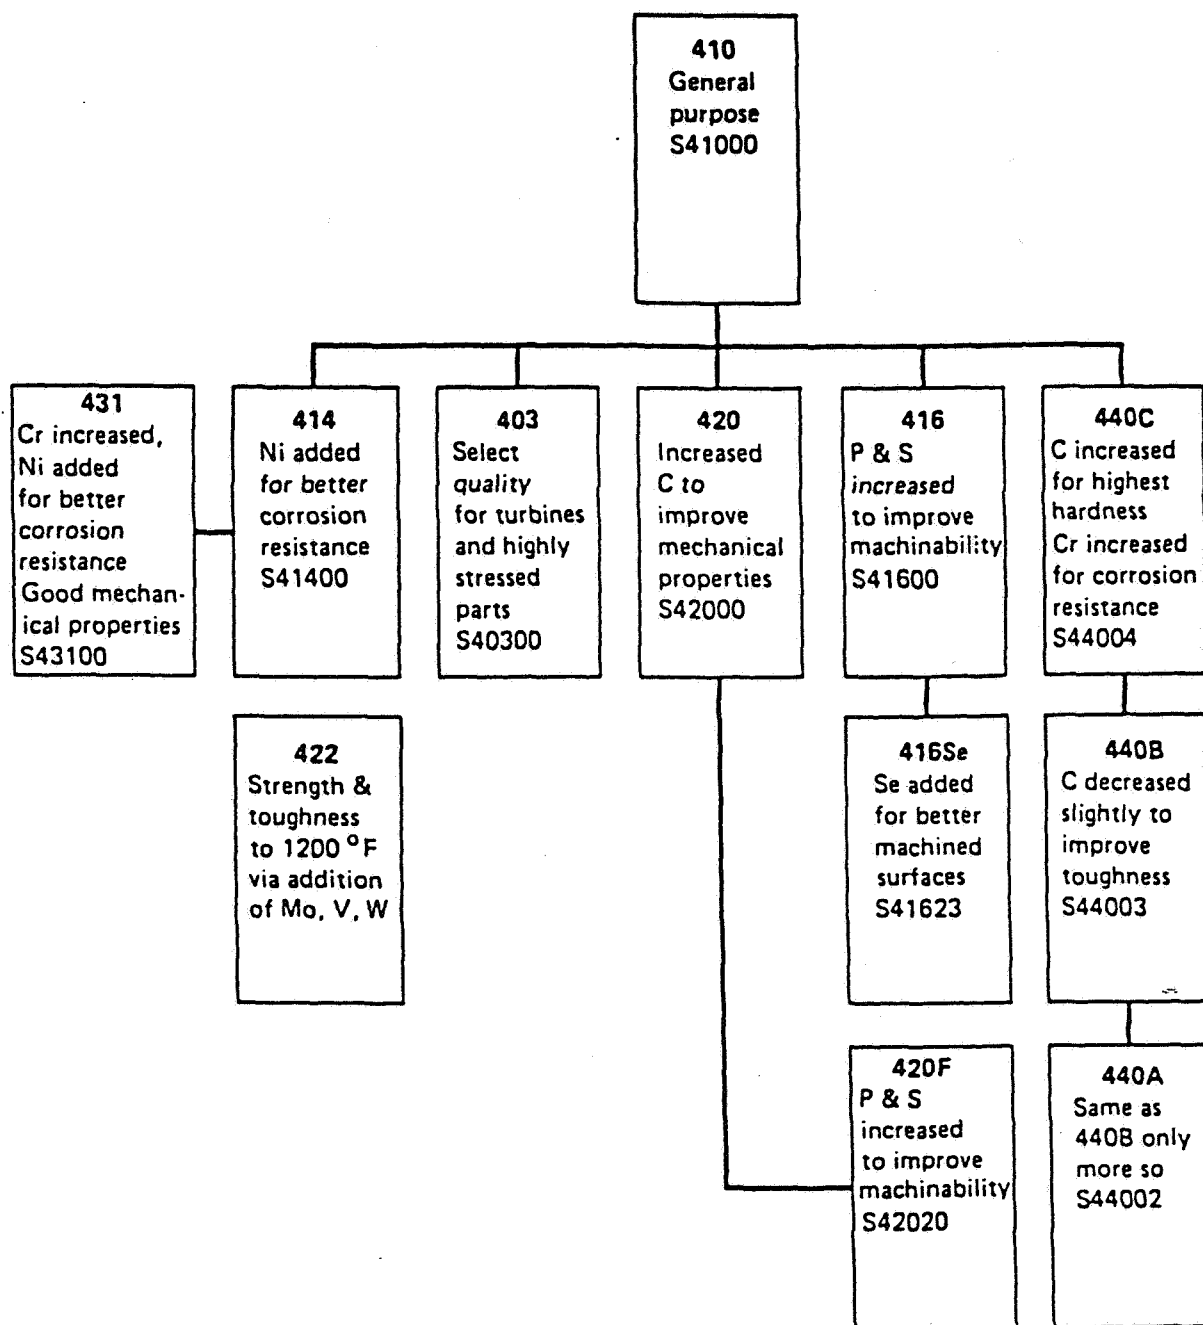 410
General
purpose
S41000
431
Cr increased,
Ni added
for better
corrosion
resistance
Good mechan-
ical properties
S43100
414
Ni added
for better
corrosion
resistance
S41400
403
Select
quality
for turbines
and highly
stressed
parts
S40300
420
Increased
C to
improve
mechanical
properties
S42000
416
P & S
increased
to improve
machinability
S41600
440C
C increased
for highest
hardness
Cr increased
for corrosion
resistance
S44004
422
Strength &
toughness
to 1200 °F
via addition
of Mo, V, W
416Se
Se added
for better
machined
surfaces
S41623
440B
C decreased
slightly to
improve
toughness
S44003
420F
P & S
increased
to improve
machinability
S42020
440A
Same as
440B only
more so
S44002